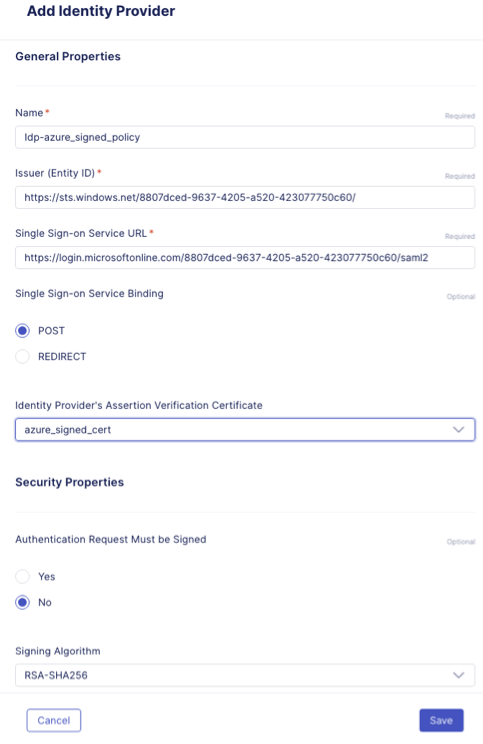 Add Identity Provider
General Properties
Name *
Required
Idp-azure_signed_policy
Issuer (Entity ID) *
Required
https://sts.windows.net/8807dced-9637-4205-a520-423077750c60/
Single Sign-on Service URL *
Required
https://login.microsoftonline.com/8807dced-9637-4205-a520-423077750c60/saml2
Single Sign-on Service Binding
Optional
POST
REDIRECT
Identity Provider's Assertion Verification Certificate
azure_signed_cert
Security Properties
Authentication Request Must be Signed
Optional
Yes
No
Signing Algorithm
RSA-SHA256
Cancel
Save